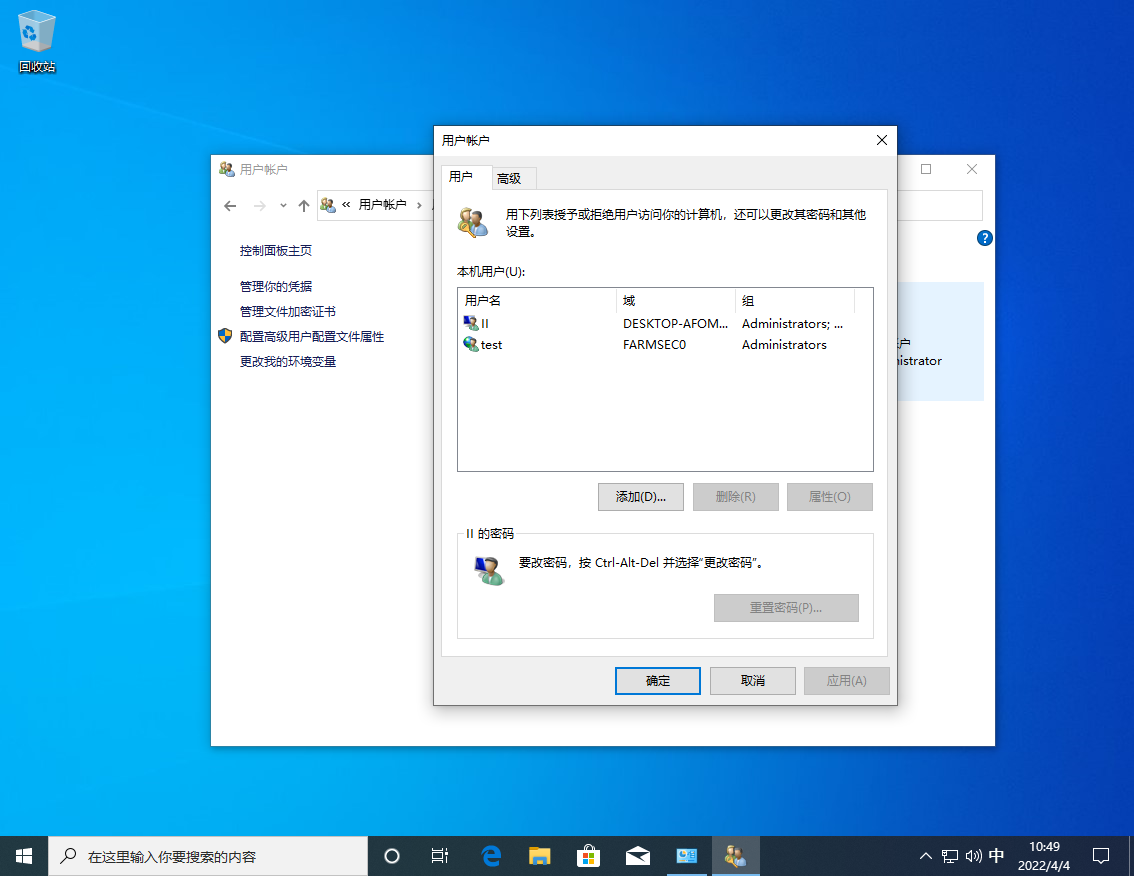 回收站
用户帐户
用户帐户
用户
高级
« 用户帐户 ›
用下列表授予或拒绝用户访问你的计算机，还可以更改其密码和其他
设置。
控制面板主页
管理你的凭据
管理文件加密证书
配置高级用户配置文件属性
更改我的环境变量
本机用户(U):
用户名 域 组
ll DESKTOP-AFOM... Administrators; ...
test FARMSEC0 Administrators
户
istrator
添加(D)... 删除(R) 属性(O)
ll 的密码
要改密码，按 Ctrl-Alt-Del 并选择“更改密码”。
重置密码(P)...
确定 取消 应用(A)
在这里输入你要搜索的内容
中
10:49
2022/4/4